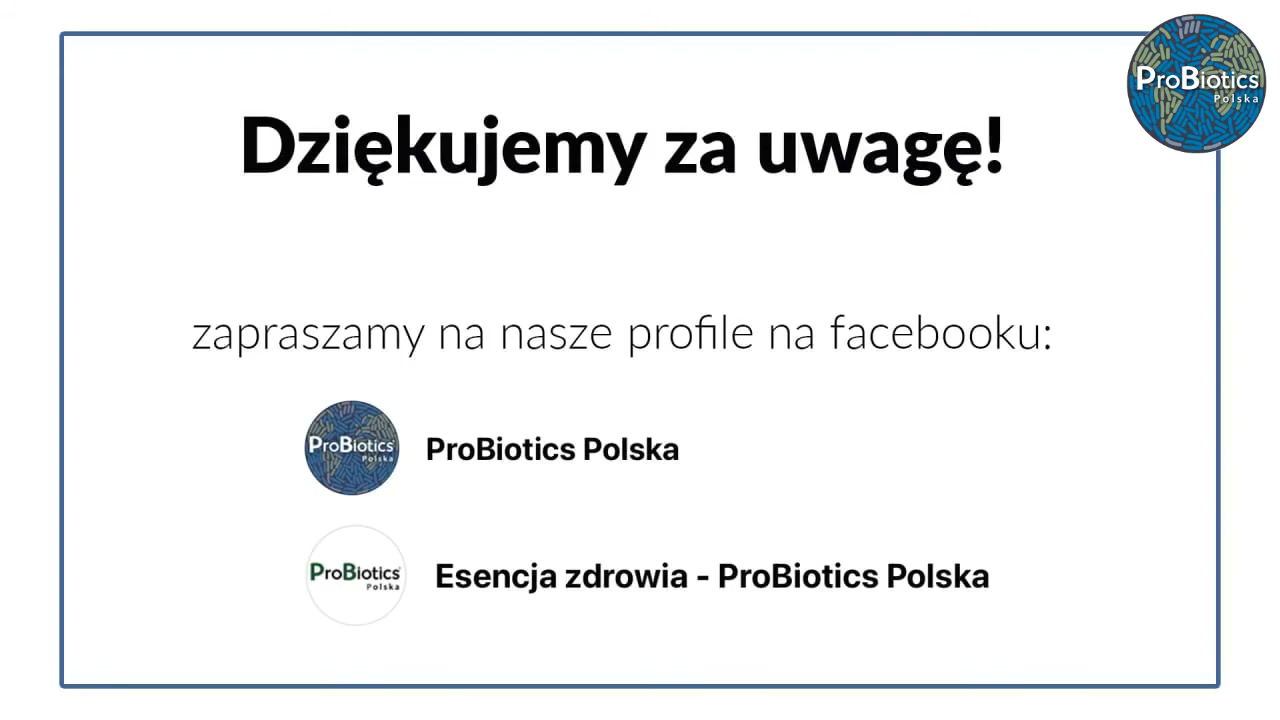 ProBiotics
Polska
Dziękujemy za uwagę!
zapraszamy na nasze profile na facebooku:
ProBiotics
Polska
ProBiotics Polska
ProBiotics
Polska
Esencja zdrowia - ProBiotics Polska